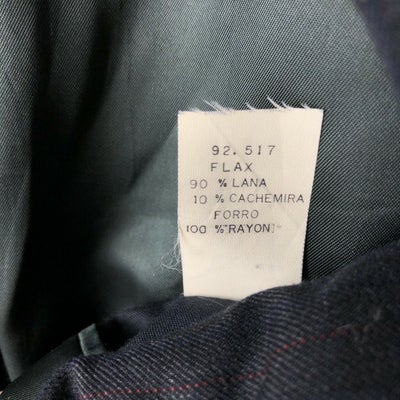 92.517
FLAX
90 % LANA
10 % CACHEMIRA
FORRO
100 %"RAYON"